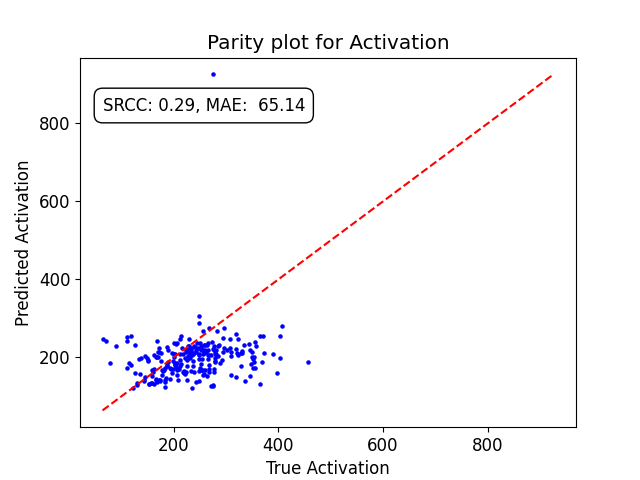 Parity plot for Activation
SRCC: 0.29, MAE:  65.14
Predicted Activation
800
600
400
200
200
400
600
800
True Activation